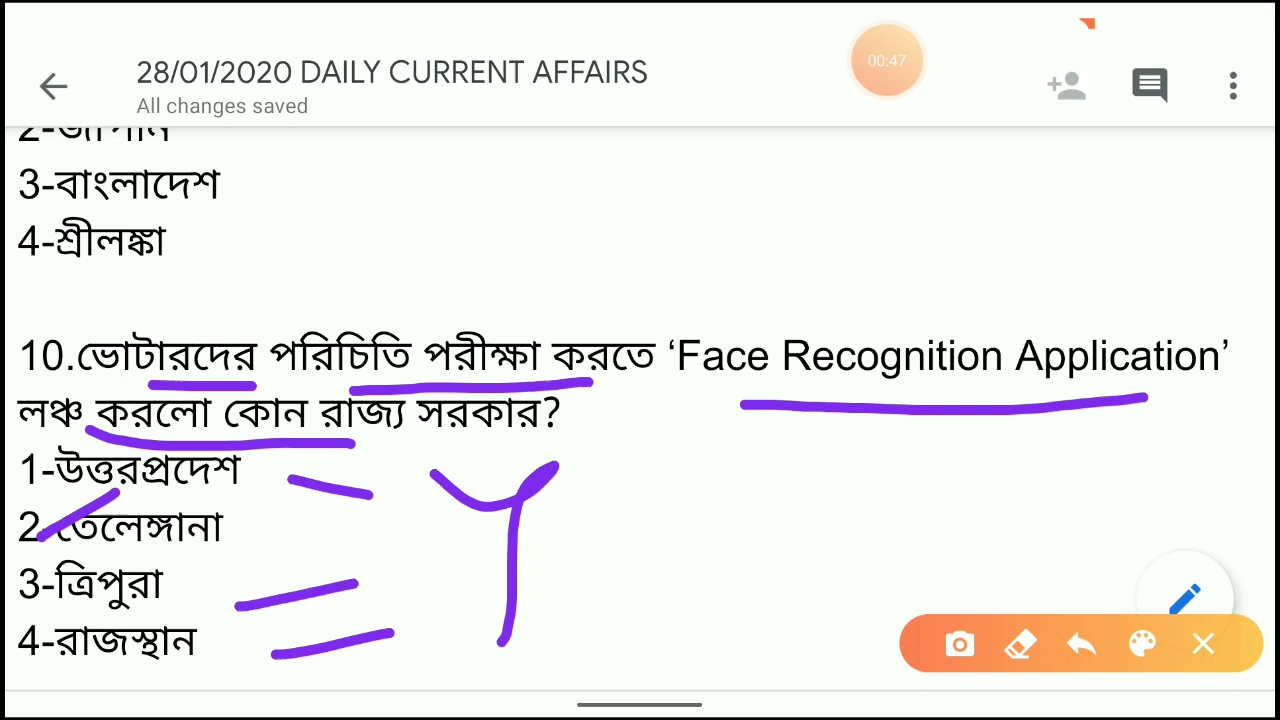 28/01/2020 DAILY CURRENT AFFAIRS
All changes saved
00:47
2-জাপান
3-বাংলাদেশ
4-শ্রীলঙ্কা
10.ভোটারদের পরিচিতি পরীক্ষা করতে ‘Face Recognition Application’
লঞ্চ করলো কোন রাজ্য সরকার?
1-উত্তরপ্রদেশ
2-তেলেঙ্গানা
3-ত্রিপুরা
4-রাজস্থান